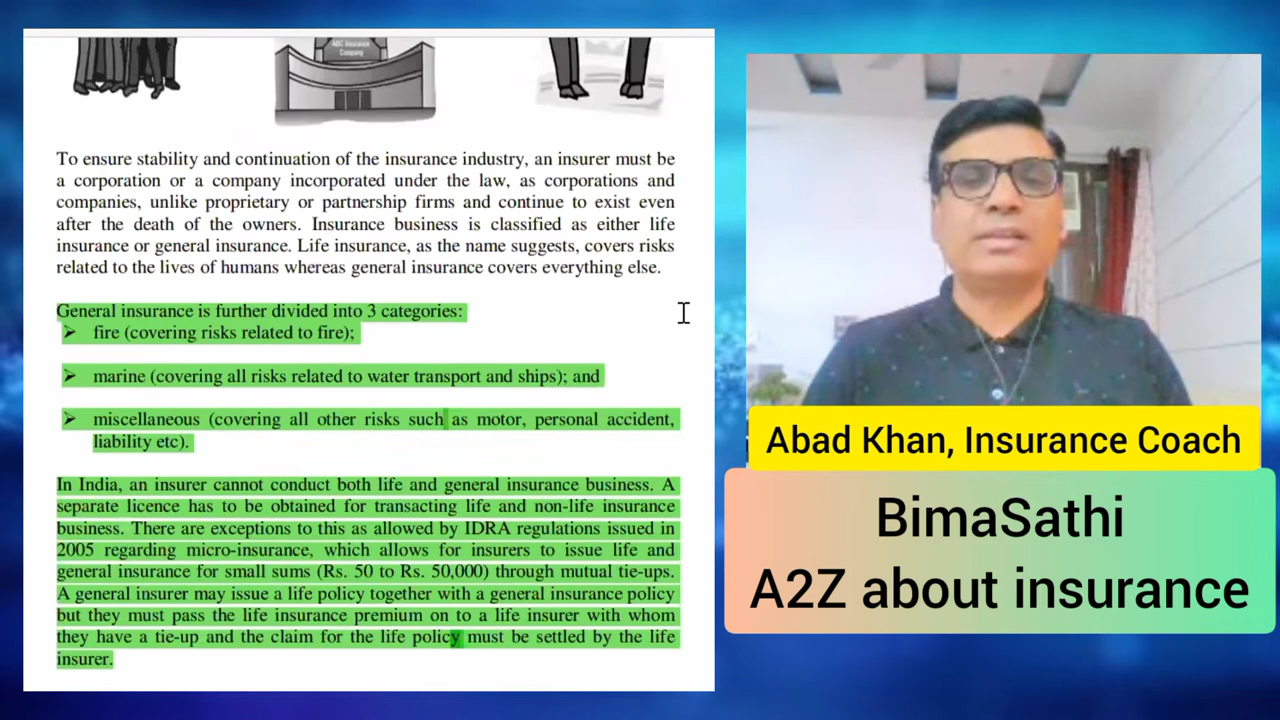 ABC Insurance
Company
To ensure stability and continuation of the insurance industry, an insurer must be
a corporation or a company incorporated under the law, as corporations and
companies, unlike proprietary or partnership firms and continue to exist even
after the death of the owners. Insurance business is classified as either life
insurance or general insurance. Life insurance, as the name suggests, covers risks
related to the lives of humans whereas general insurance covers everything else.
General insurance is further divided into 3 categories:
➢ fire (covering risks related to fire);
➢ marine (covering all risks related to water transport and ships); and
➢ miscellaneous (covering all other risks such as motor, personal accident,
liability etc).
In India, an insurer cannot conduct both life and general insurance business. A
separate licence has to be obtained for transacting life and non-life insurance
business. There are exceptions to this as allowed by IDRA regulations issued in
2005 regarding micro-insurance, which allows for insurers to issue life and
general insurance for small sums (Rs. 50 to Rs. 50,000) through mutual tie-ups.
A general insurer may issue a life policy together with a general insurance policy
but they must pass the life insurance premium on to a life insurer with whom
they have a tie-up and the claim for the life policy must be settled by the life
insurer.
Abad Khan, Insurance Coach
BimaSathi
A2Z about insurance